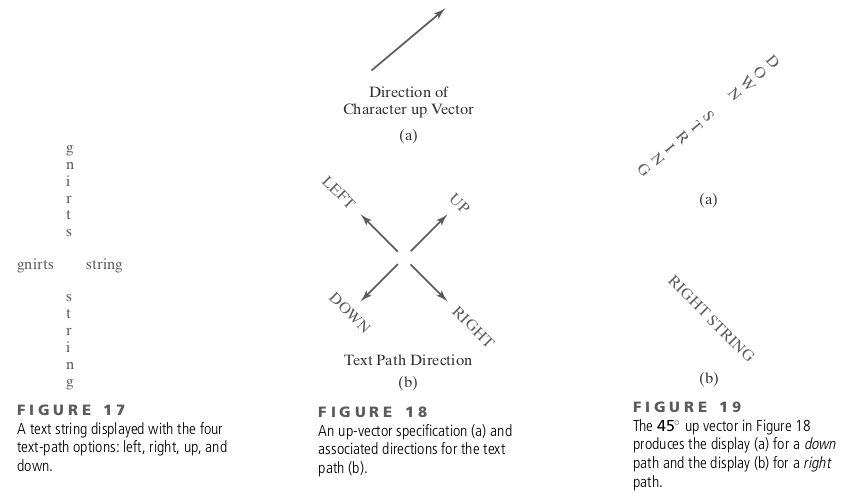 g
n
i
r
t
s
gnirts string
s
t
r
i
n
g
FIGURE 17
A text string displayed with the four
text-path options: left, right, up, and
down.
Direction of
Character up Vector
(a)
LEFT
UP
DOWN
RIGHT
Text Path Direction
(b)
FIGURE 18
An up-vector specification (a) and
associated directions for the text
path (b).
DOWN STRING
(a)
RIGHT STRING
(b)
FIGURE 19
The 45° up vector in Figure 18
produces the display (a) for a down
path and the display (b) for a right
path.